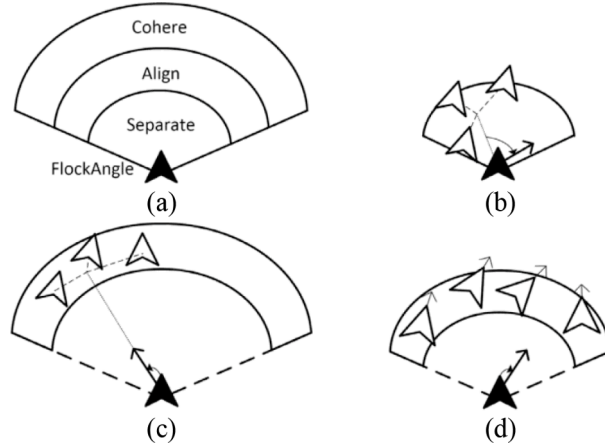 Cohere
Align
Separate
FlockAngle
(a)
(b)
(c)
(d)